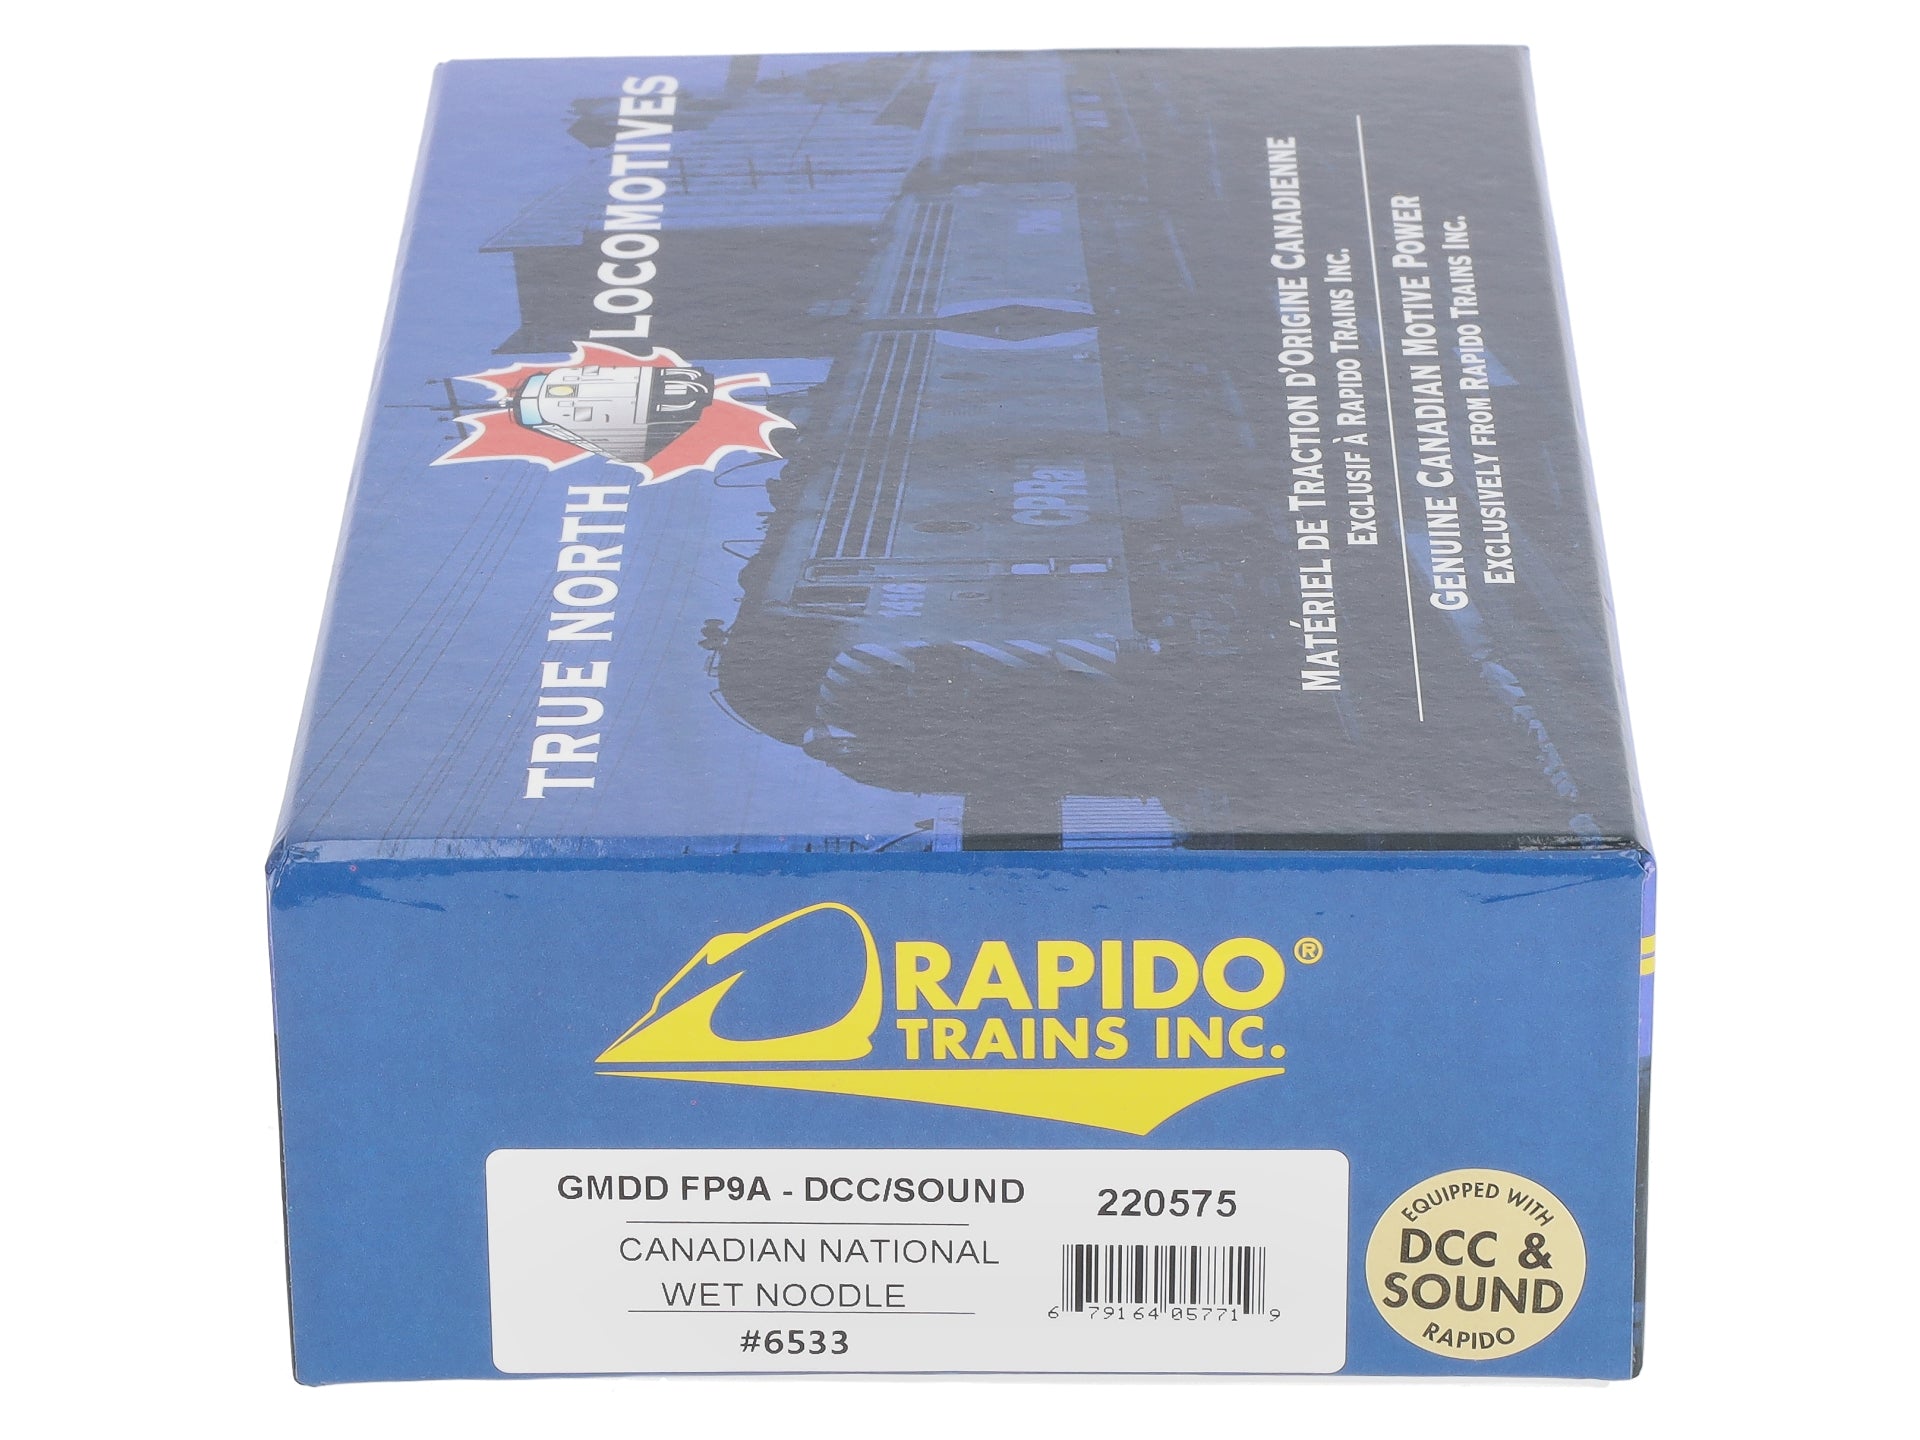 TRUE NORTH LOCOMOTIVES
MATÉRIEL DE TRACTION D'ORIGINE CANADIENNE
EXCLUSIF À RAPIDO TRAINS INC.
GENUINE CANADIAN MOTIVE POWER
EXCLUSIVELY FROM RAPIDO TRAINS INC.
CPRail
1416
RAPIDO®
TRAINS INC.
GMDD FP9A - DCC/SOUND
CANADIAN NATIONAL
WET NOODLE
#6533
220575
6 79164 05771 9
EQUIPPED WITH
DCC &
SOUND
RAPIDO